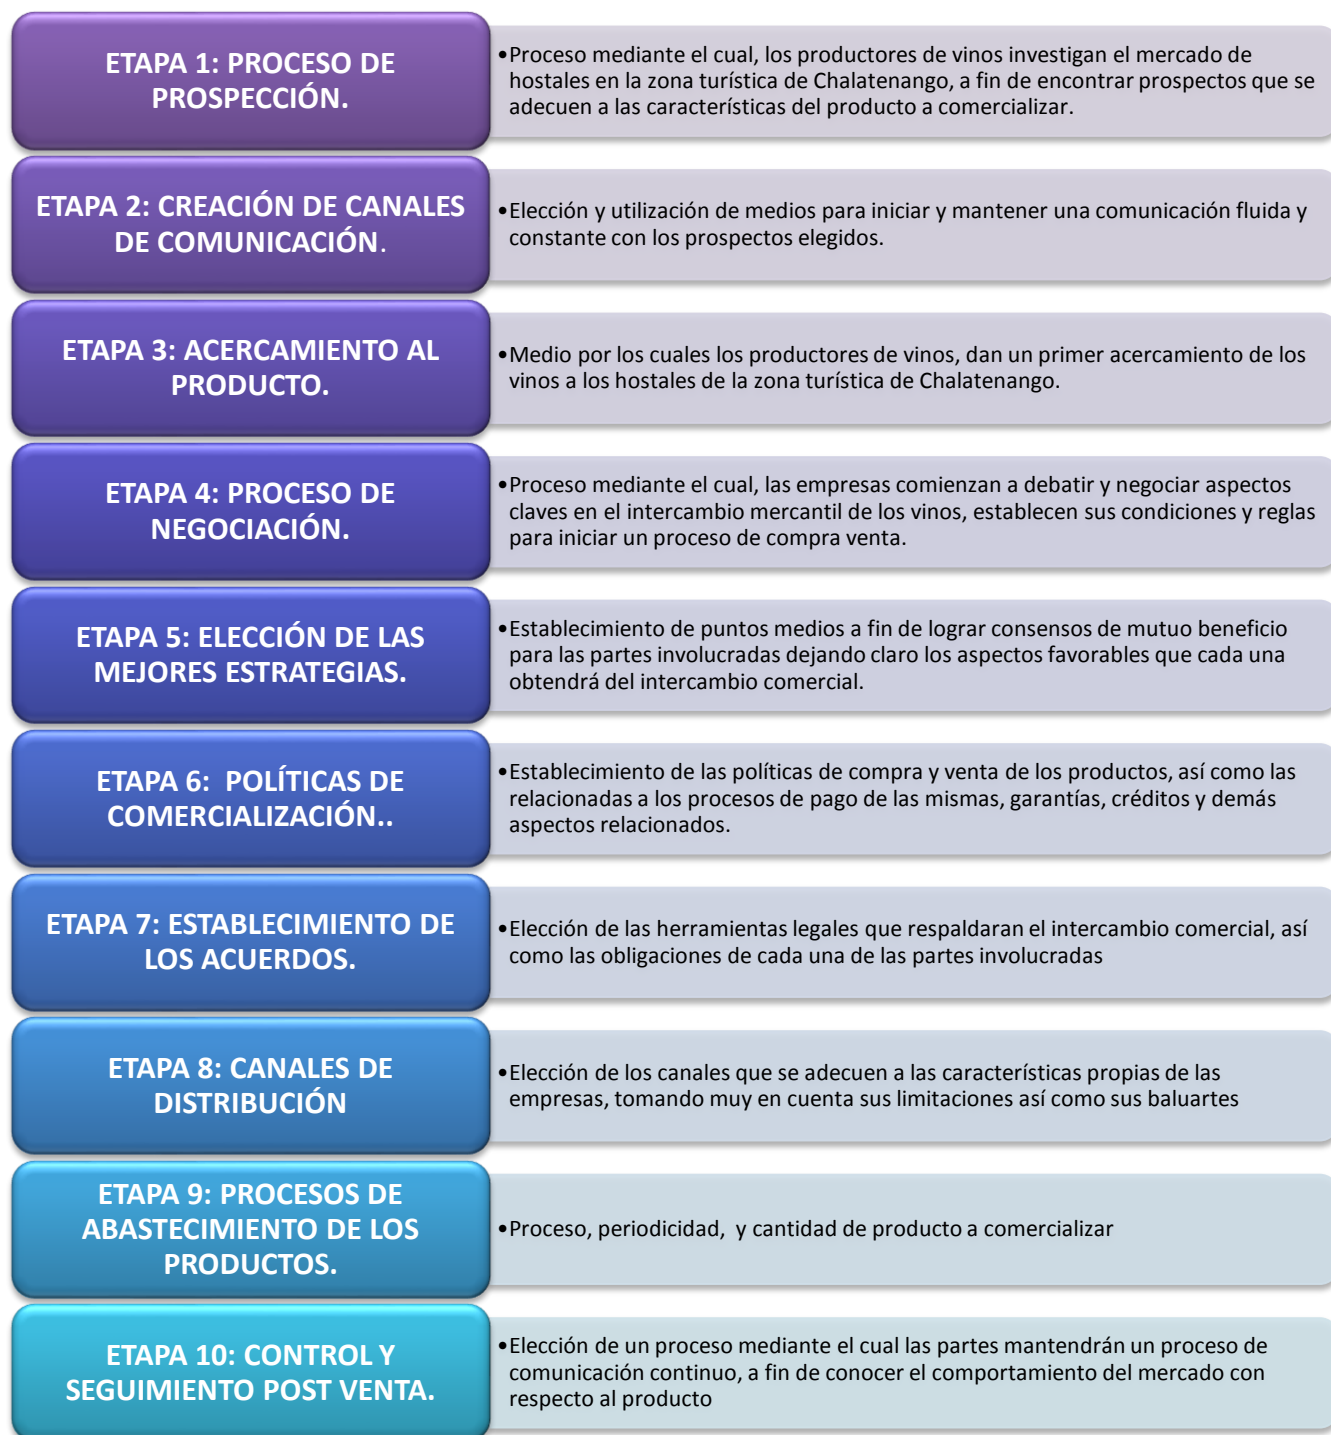 ETAPA 1: PROCESO DE
PROSPECCIÓN.
•Proceso mediante el cual, los productores de vinos investigan el mercado de
hostales en la zona turística de Chalatenango, a fin de encontrar prospectos que se
adecuen a las características del producto a comercializar.
ETAPA 2: CREACIÓN DE CANALES
DE COMUNICACIÓN.
•Elección y utilización de medios para iniciar y mantener una comunicación fluida y
constante con los prospectos elegidos.
ETAPA 3: ACERCAMIENTO AL
PRODUCTO.
•Medio por los cuales los productores de vinos, dan un primer acercamiento de los
vinos a los hostales de la zona turística de Chalatenango.
ETAPA 4: PROCESO DE
NEGOCIACIÓN.
•Proceso mediante el cual, las empresas comienzan a debatir y negociar aspectos
claves en el intercambio mercantil de los vinos, establecen sus condiciones y reglas
para iniciar un proceso de compra venta.
ETAPA 5: ELECCIÓN DE LAS
MEJORES ESTRATEGIAS.
•Establecimiento de puntos medios a fin de lograr consensos de mutuo beneficio
para las partes involucradas dejando claro los aspectos favorables que cada una
obtendrá del intercambio comercial.
ETAPA 6:  POLÍTICAS DE
COMERCIALIZACIÓN..
•Establecimiento de las políticas de compra y venta de los productos, así como las
relacionadas a los procesos de pago de las mismas, garantías, créditos y demás
aspectos relacionados.
ETAPA 7: ESTABLECIMIENTO DE
LOS ACUERDOS.
•Elección de las herramientas legales que respaldaran el intercambio comercial, así
como las obligaciones de cada una de las partes involucradas
ETAPA 8: CANALES DE
DISTRIBUCIÓN
•Elección de los canales que se adecuen a las características propias de las
empresas, tomando muy en cuenta sus limitaciones así como sus baluartes
ETAPA 9: PROCESOS DE
ABASTECIMIENTO DE LOS
PRODUCTOS.
•Proceso, periodicidad,  y cantidad de producto a comercializar
ETAPA 10: CONTROL Y
SEGUIMIENTO POST VENTA.
•Elección de un proceso mediante el cual las partes mantendrán un proceso de
comunicación continuo, a fin de conocer el comportamiento del mercado con
respecto al producto